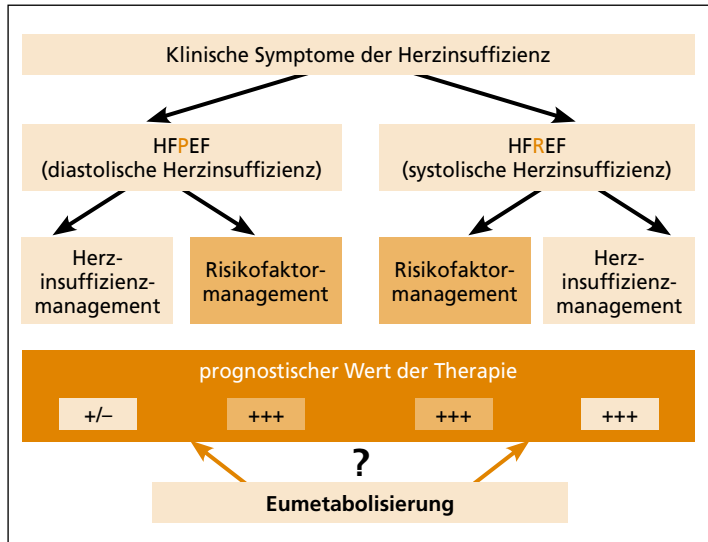 Klinische Symptome der Herzinsuffizienz
HFPEF
(diastolische Herzinsuffizienz)
HFREF
(systolische Herzinsuffizienz)
Herz-
insuffizienz-
management
Risikofaktor-
management
Risikofaktor-
management
Herz-
insuffizienz-
management
prognostischer Wert der Therapie
+/–
+++
+++
+++
?
Eumetabolisierung